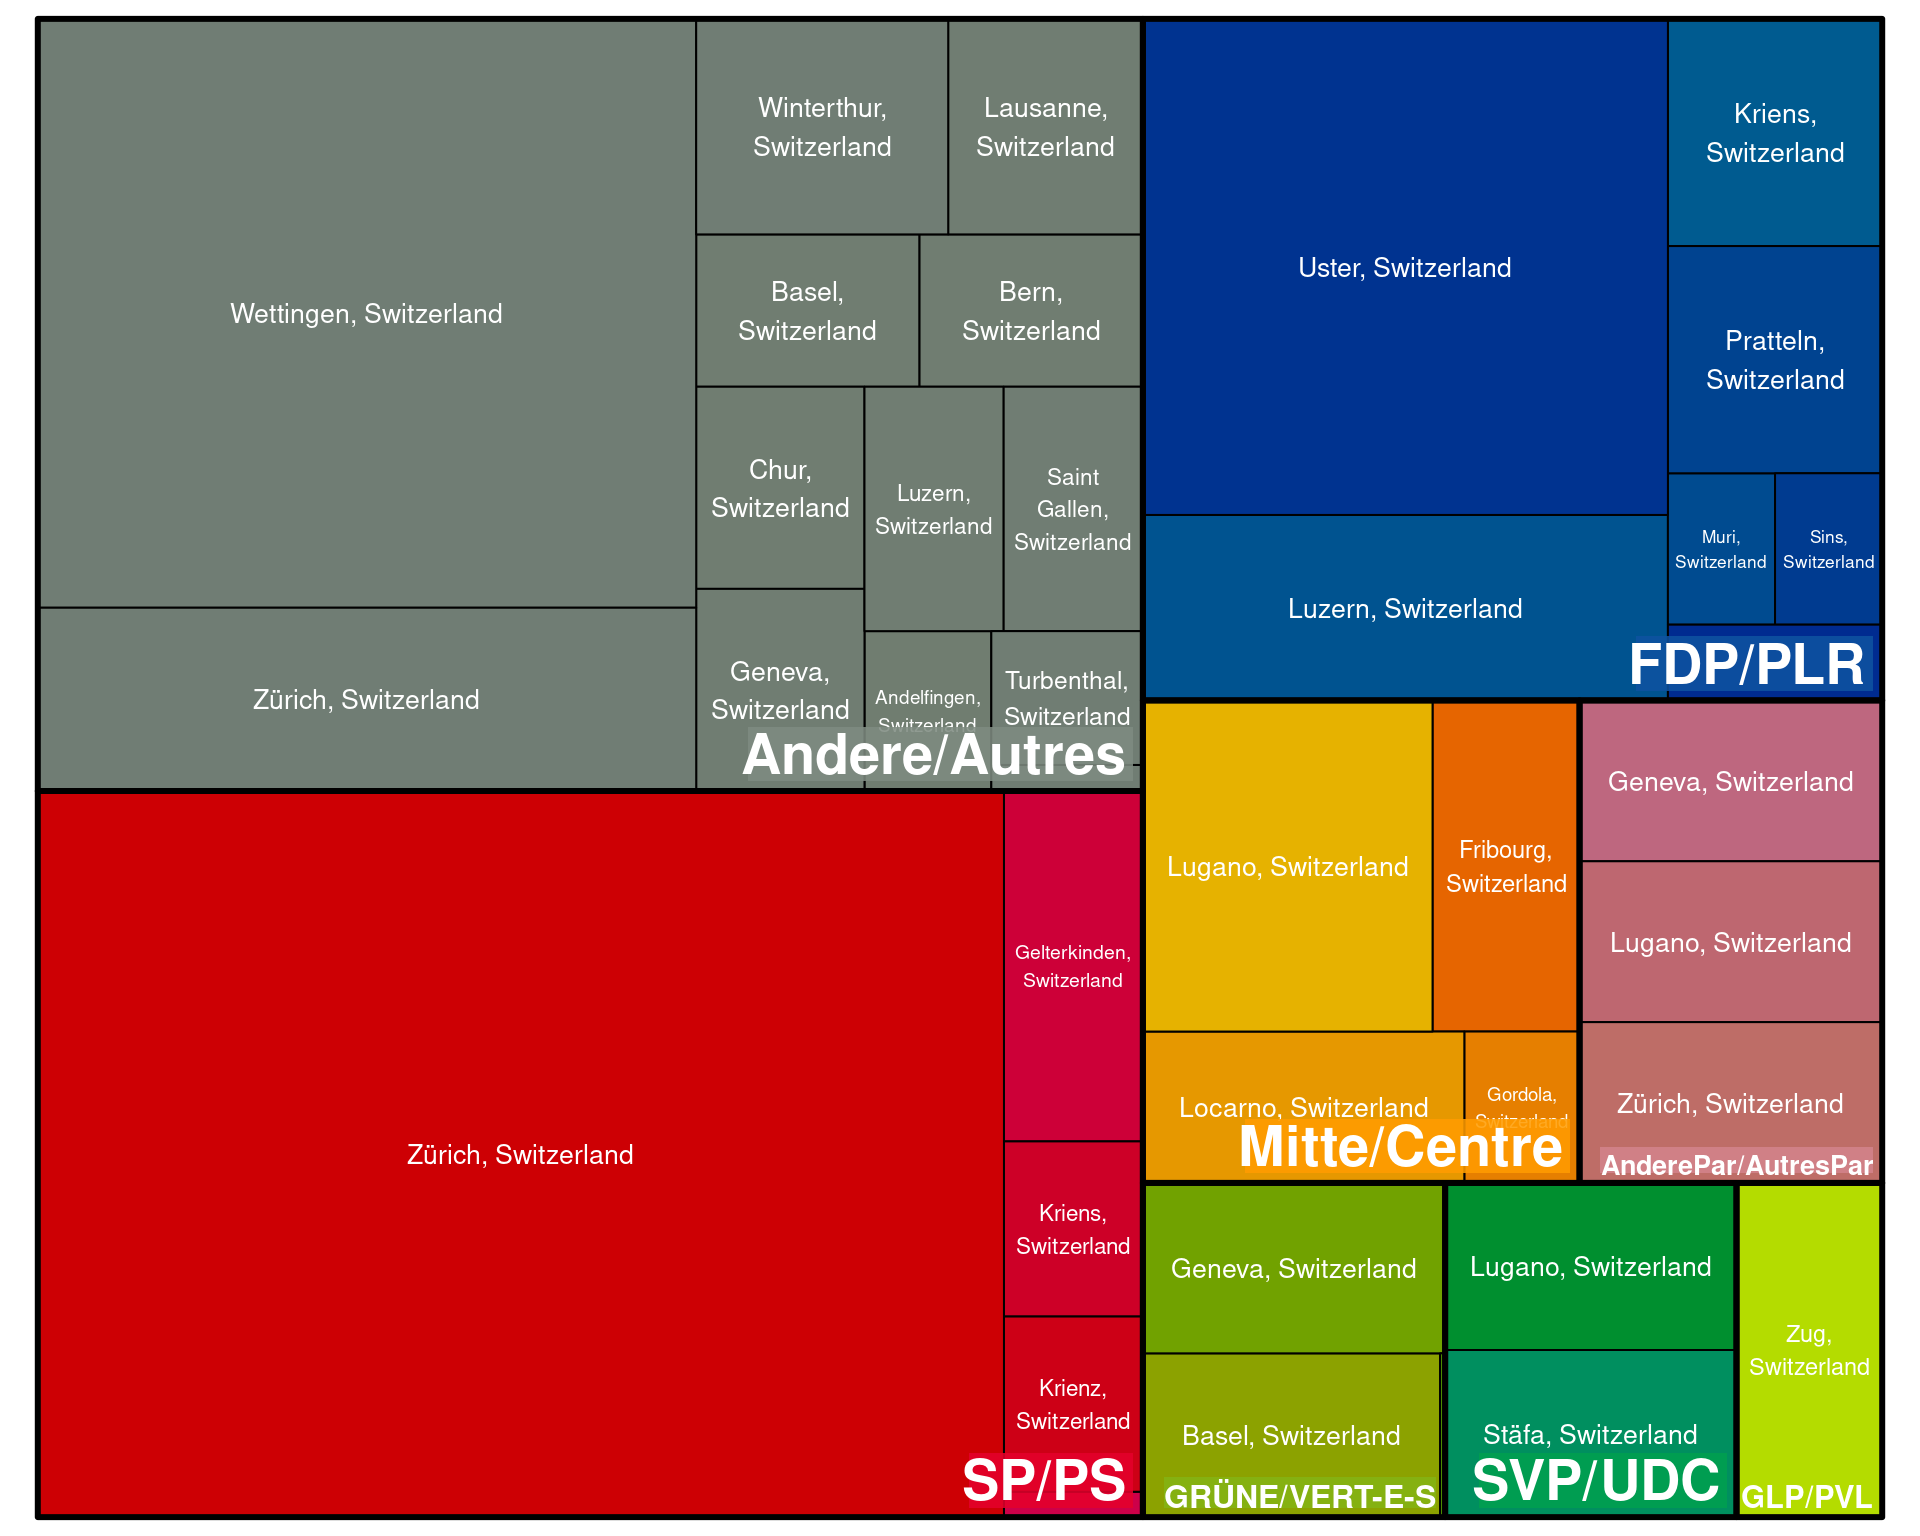 Wettingen, Switzerland
Zürich, Switzerland
Winterthur,
Switzerland
Lausanne,
Switzerland
Basel,
Switzerland
Bern,
Switzerland
Chur,
Switzerland
Luzern,
Switzerland
Saint
Gallen,
Switzerland
Geneva,
Switzerland
Andelfingen,
Switzerland
Turbenthal,
Switzerland
Andere/Autres
Uster, Switzerland
Luzern, Switzerland
Kriens,
Switzerland
Pratteln,
Switzerland
Muri,
Switzerland
Sins,
Switzerland
FDP/PLR
Zürich, Switzerland
Gelterkinden,
Switzerland
Kriens,
Switzerland
Krienz,
Switzerland
SP/PS
Lugano, Switzerland
Fribourg,
Switzerland
Locarno, Switzerland
Gordola,
Switzerland
Mitte/Centre
Geneva, Switzerland
Lugano, Switzerland
Zürich, Switzerland
AnderePar/AutresPar
Geneva, Switzerland
Basel, Switzerland
GRÜNE/VERT-E-S
Lugano, Switzerland
Stäfa, Switzerland
SVP/UDC
Zug,
Switzerland
GLP/PVL